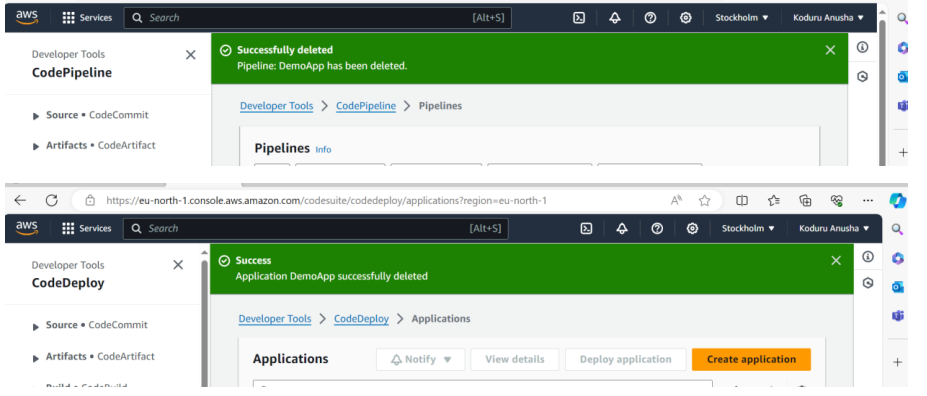 aws Services Search [Alt+S] Stockholm ▼ Koduru Anusha ▼
Developer Tools
CodePipeline
Successfully deleted
Pipeline: DemoApp has been deleted.
Source • CodeCommit
Artifacts • CodeArtifact
Developer Tools > CodePipeline > Pipelines
Pipelines Info
https://eu-north-1.console.aws.amazon.com/codesuite/codedeploy/applications?region=eu-north-1
aws Services Search [Alt+S] Stockholm ▼ Koduru Anusha ▼
Developer Tools
CodeDeploy
Success
Application DemoApp successfully deleted
Source • CodeCommit
Artifacts • CodeArtifact
Build • CodeBuild
Developer Tools > CodeDeploy > Applications
Applications Notify ▼ View details Deploy application Create application